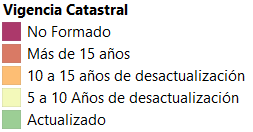 Vigencia Catastral
No Formado
Más de 15 años
10 a 15 años de desactualización
5 a 10 Años de desactualización
Actualizado